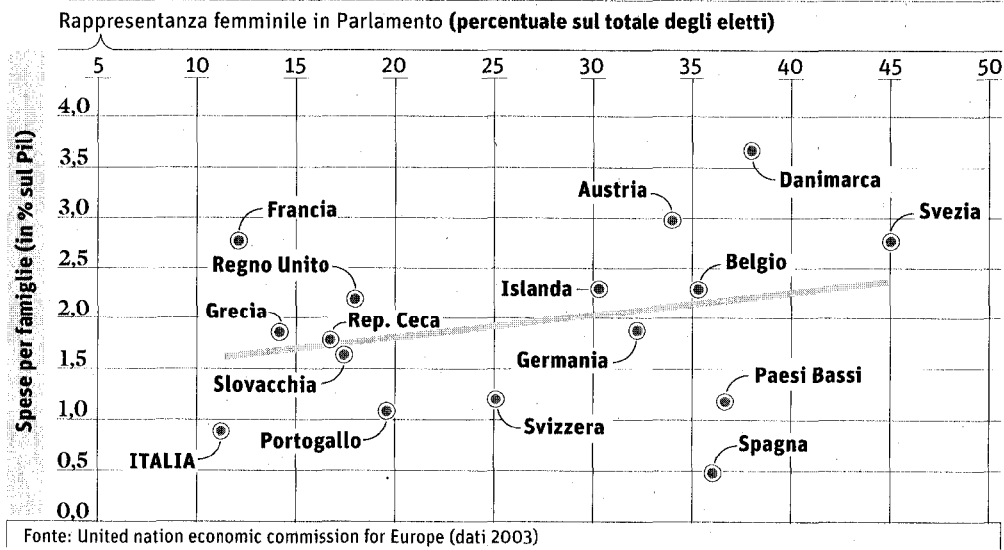 Rappresentanza femminile in Parlamento (percentuale sul totale degli eletti)
5 10 15 20 25 30 35 40 45 50
Spese per famiglie (in % sul Pil)
4,0
3,5
3,0
2,5
2,0
1,5
1,0
0,5
0,0
Danimarca
Austria
Francia
Svezia
Regno Unito
Belgio
Islanda
Grecia
Rep. Ceca
Germania
Slovacchia
Paesi Bassi
Svizzera
Portogallo
Spagna
ITALIA
Fonte: United nation economic commission for Europe (dati 2003)